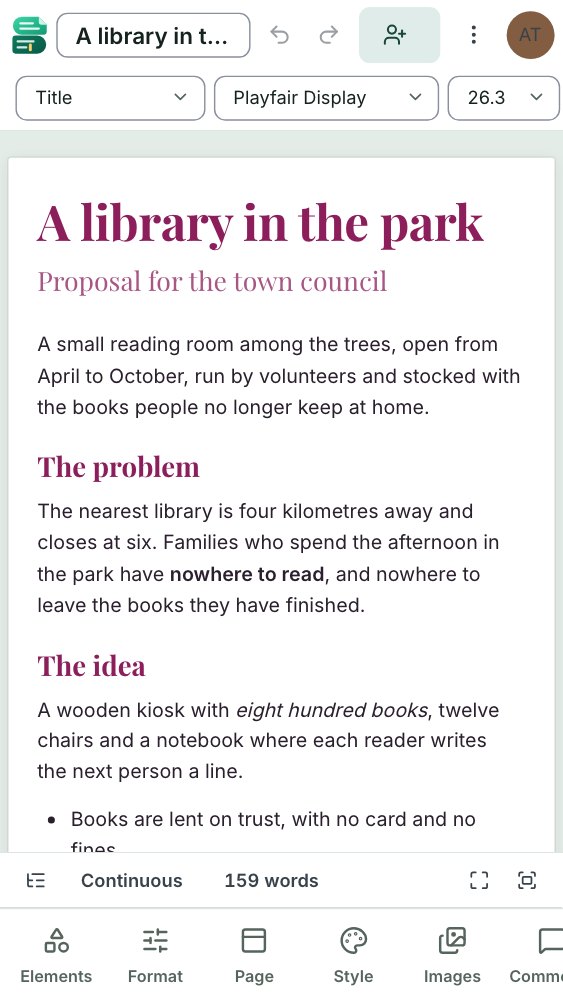 A library in t...
AT
Title
Playfair Display
26.3
A library in the park
Proposal for the town council
A small reading room among the trees, open from
April to October, run by volunteers and stocked with
the books people no longer keep at home.
The problem
The nearest library is four kilometres away and
closes at six. Families who spend the afternoon in
the park have nowhere to read, and nowhere to
leave the books they have finished.
The idea
A wooden kiosk with eight hundred books, twelve
chairs and a notebook where each reader writes
the next person a line.
• Books are lent on trust, with no card and no
fines
Continuous
159 words
Elements
Format
Page
Style
Images
Comme